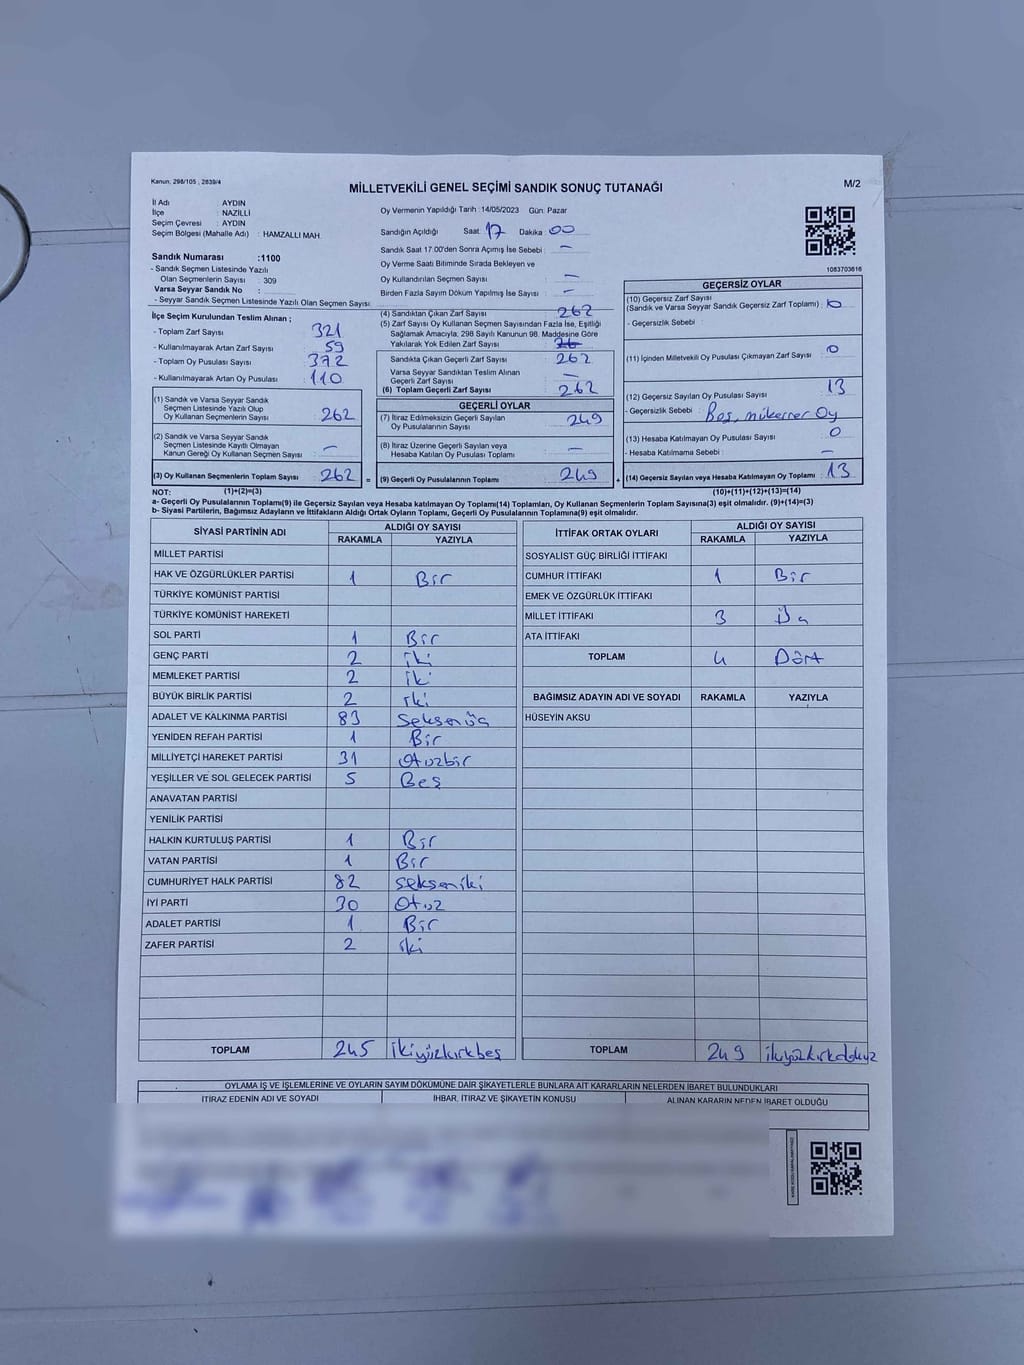 Kanun: 298/105 , 2839/4
MİLLETVEKİLİ GENEL SEÇİMİ SANDIK SONUÇ TUTANAĞI
M/2
İl Adı : AYDIN
İlçe : NAZİLLİ
Seçim Çevresi : AYDIN
Seçim Bölgesi (Mahalle Adı) : HAMZALLI MAH
Sandık Numarası :1100
- Sandık Seçmen Listesinde Yazılı
Olan Seçmenlerin Sayısı : 309
Varsa Seyyar Sandık No :
- Seyyar Sandık Seçmen Listesinde Yazılı Olan Seçmen Sayısı:
Oy Vermenin Yapıldığı Tarih :14/05/2023 Gün: Pazar
Sandığın Açıldığı Saat: 17 Dakika: 00
Sandık Saat 17:00'den Sonra Açımış İse Sebebi : —
Oy Verme Saati Bitiminde Sırada Bekleyen ve
Oy Kullandırılan Seçmen Sayısı : —
Birden Fazla Sayım Döküm Yapılmış İse Sayısı : —
1083703616
İlçe Seçim Kurulundan Teslim Alınan ;
- Toplam Zarf Sayısı : 321
- Kullanılmayarak Artan Zarf Sayısı : 59
- Toplam Oy Pusulası Sayısı : 372
- Kullanılmayarak Artan Oy Pusulası : 110
(1) Sandık ve Varsa Seyyar Sandık
Seçmen Listesinde Yazılı Olup
Oy Kullanan Seçmenlerin Sayısı : 262
(2) Sandık ve Varsa Seyyar Sandık
Seçmen Listesinde Kayıtlı Olmayan
Kanun Gereği Oy Kullanan Seçmen Sayısı : —
(3) Oy Kullanan Seçmenlerin Toplam Sayısı : 262 =
(1)+(2)=(3)
(4) Sandıktan Çıkan Zarf Sayısı : 262
(5) Zarf Sayısı Oy Kullanan Seçmen Sayısından Fazla İse, Eşitliği
Sağlamak Amacıyla, 298 Sayılı Kanunun 98. Maddesine Göre
Yakılarak Yok Edilen Zarf Sayısı :
Sandıkta Çıkan Geçerli Zarf Sayısı : 262
Varsa Seyyar Sandıktan Teslim Alınan
Geçerli Zarf Sayısı : —
(6) Toplam Geçerli Zarf Sayısı : 262
GEÇERLİ OYLAR
(7) İtiraz Edilmeksizin Geçerli Sayılan
Oy Pusulalarının Sayısı : 249
(8) İtiraz Üzerine Geçerli Sayılan veya
Hesaba Katılan Oy Pusulası Toplamı : —
(9) Geçerli Oy Pusulalarının Toplamı : 249 +
GEÇERSİZ OYLAR
(10) Geçersiz Zarf Sayısı
(Sandık ve Varsa Seyyar Sandık Geçersiz Zarf Toplamı) :
- Geçersizlik Sebebi :
(11) İçinden Milletvekili Oy Pusulası Çıkmayan Zarf Sayısı : 0
(12) Geçersiz Sayılan Oy Pusulası Sayısı : 13
- Geçersizlik Sebebi : Boş, mükerrer Oy
(13) Hesaba Katılmayan Oy Pusulası Sayısı : 0
- Hesaba Katılmama Sebebi : —
(14) Geçersiz Sayılan veya Hesaba Katılmayan Oy Toplamı : 13
(10)+(11)+(12)+(13)=(14)
NOT:
a- Geçerli Oy Pusulalarının Toplamı(9) ile Geçersiz Sayılan veya Hesaba katılmayan Oy Toplamı(14) Toplamları, Oy Kullanan Seçmenlerin Toplam Sayısına(3) eşit olmalıdır. (9)+(14)=(3)
b- Siyasi Partilerin, Bağımsız Adayların ve İttifakların Aldığı Ortak Oyların Toplamı, Geçerli Oy Pusulalarının Toplamına(9) eşit olmalıdır.
SİYASİ PARTİNİN ADI ALDIĞI OY SAYISI
RAKAMLA YAZIYLA
MİLLET PARTİSİ
HAK VE ÖZGÜRLÜKLER PARTİSİ 1 Bir
TÜRKİYE KOMÜNİST PARTİSİ
TÜRKİYE KOMÜNİST HAREKETİ
SOL PARTİ 1 Bir
GENÇ PARTİ 2 iki
MEMLEKET PARTİSİ 2 iki
BÜYÜK BİRLİK PARTİSİ 2 iki
ADALET VE KALKINMA PARTİSİ 83 Seksenüç
YENİDEN REFAH PARTİSİ 1 Bir
MİLLİYETÇİ HAREKET PARTİSİ 31 Otuzbir
YEŞİLLER VE SOL GELECEK PARTİSİ 5 Beş
ANAVATAN PARTİSİ
YENİLİK PARTİSİ
HALKIN KURTULUŞ PARTİSİ 1 Bir
VATAN PARTİSİ 1 Bir
CUMHURİYET HALK PARTİSİ 82 Sekseniki
İYİ PARTİ 30 Otuz
ADALET PARTİSİ 1 Bir
ZAFER PARTİSİ 2 iki
TOPLAM 245 İkiyüzkırkbeş
İTTİFAK ORTAK OYLARI ALDIĞI OY SAYISI
RAKAMLA YAZIYLA
SOSYALİST GÜÇ BİRLİĞİ İTTİFAKI
CUMHUR İTTİFAKI 1 Bir
EMEK VE ÖZGÜRLÜK İTTİFAKI
MİLLET İTTİFAKI 3 Üç
ATA İTTİFAKI
TOPLAM 4 Dört
BAĞIMSIZ ADAYIN ADI VE SOYADI RAKAMLA YAZIYLA
HÜSEYİN AKSU
TOPLAM 249 ikiyüzkırkdokuz
OYLAMA İŞ VE İŞLEMLERİNE VE OYLARIN SAYIM DÖKÜMÜNE DAİR ŞİKAYETLERLE BUNLARA AİT KARARLARIN NELERDEN İBARET BULUNDUKLARI
İTİRAZ EDENİN ADI VE SOYADI
İHBAR, İTİRAZ VE ŞİKAYETİN KONUSU
ALINAN KARARIN NEDEN İBARET OLDUĞU